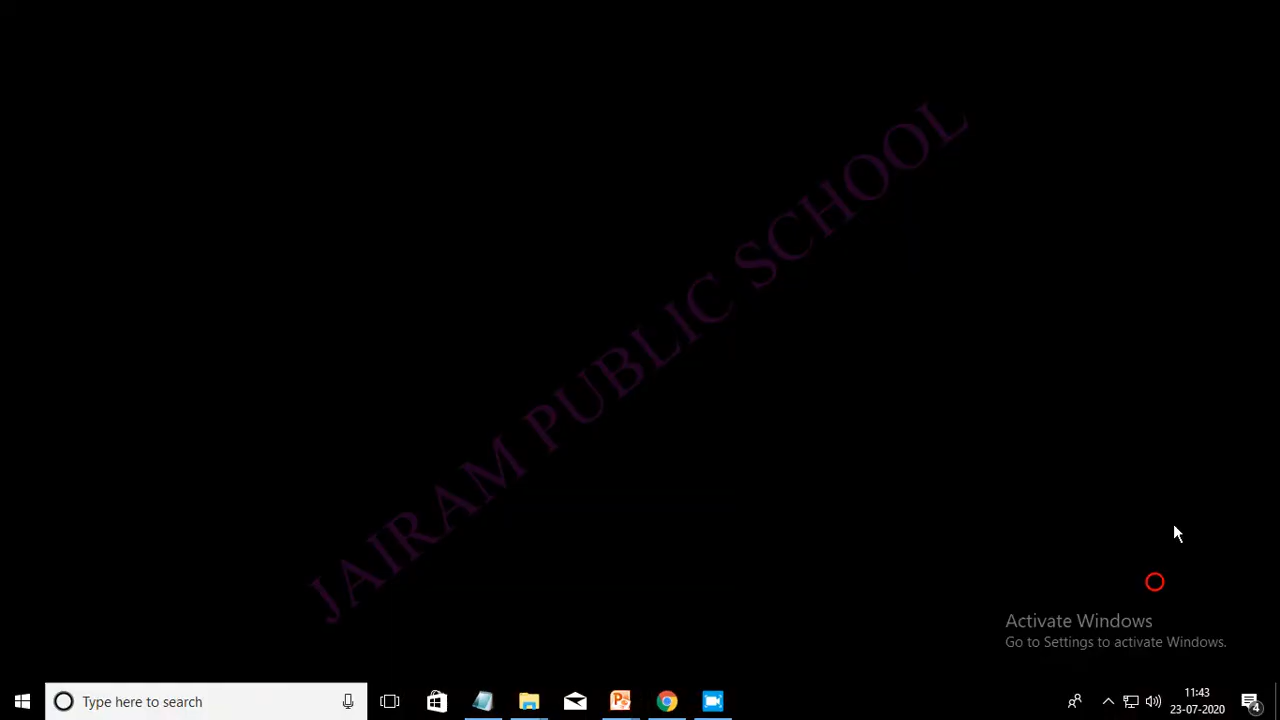 JAIRAM PUBLIC SCHOOL
Activate Windows
Go to Settings to activate Windows.
Type here to search
11:43
23-07-2020
4